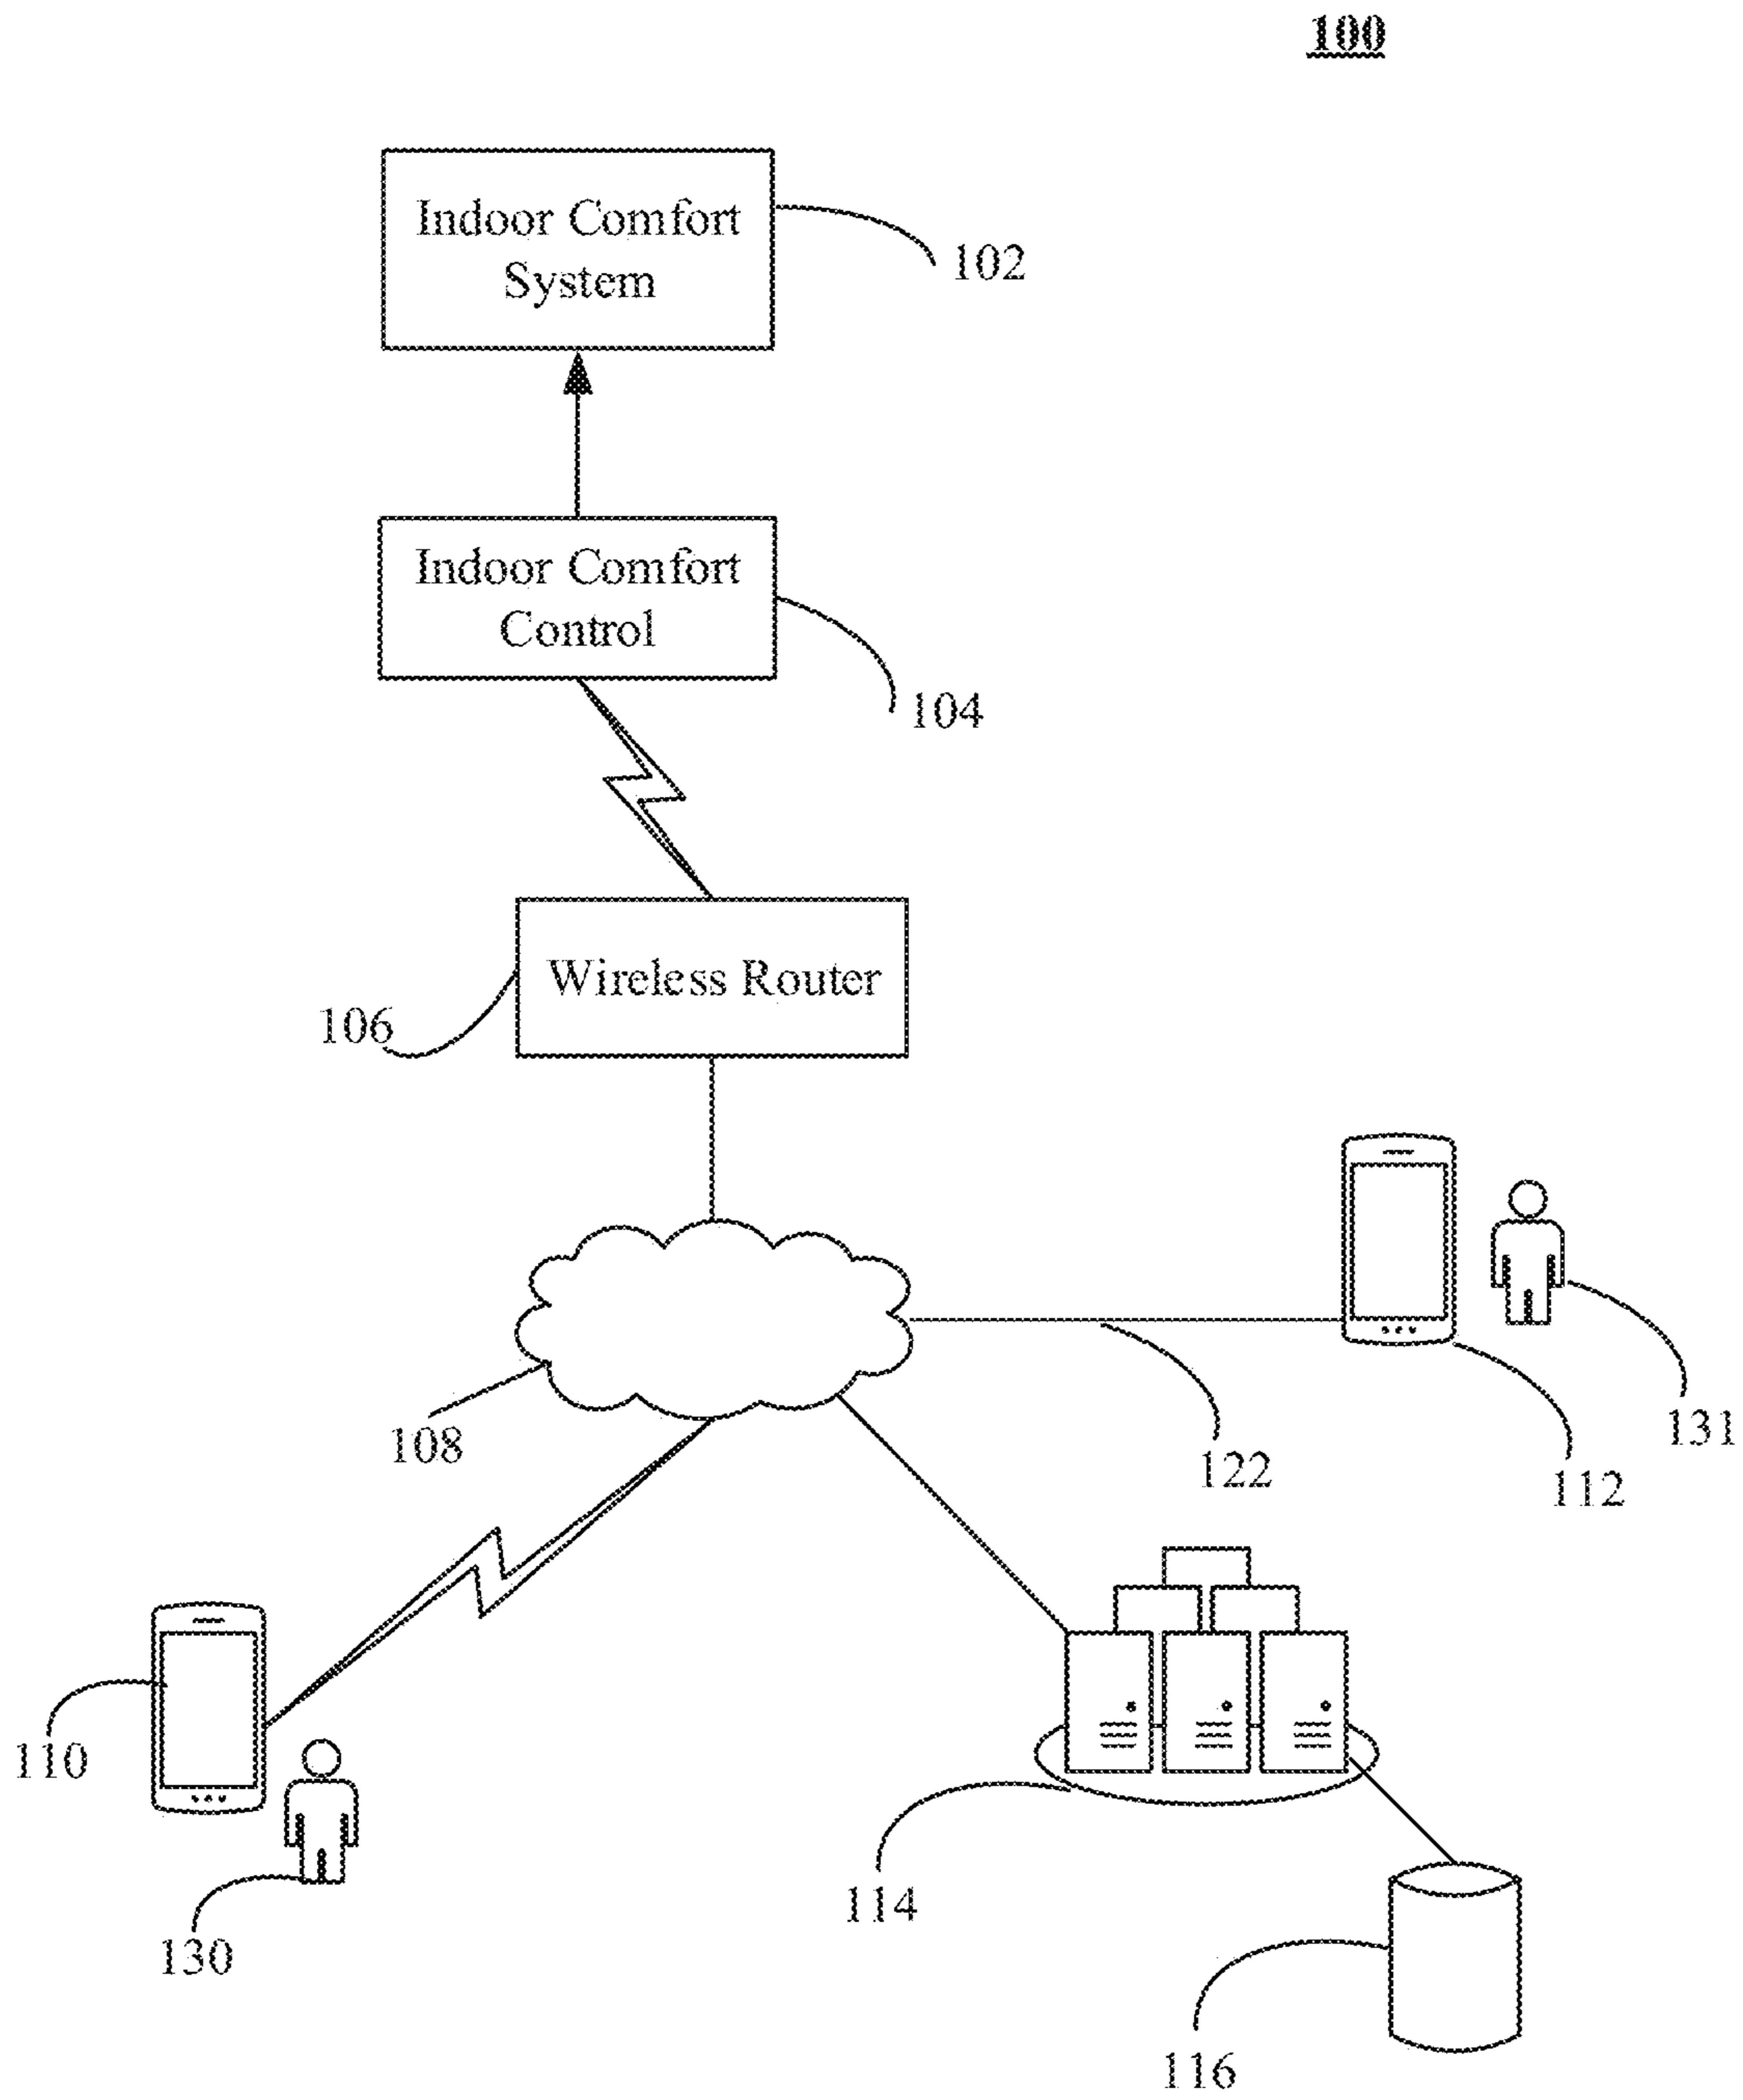 100
Indoor Comfort
System
102
Indoor Comfort
Control
104
Wireless Router
106
108
122
131
112
110
130
114
116